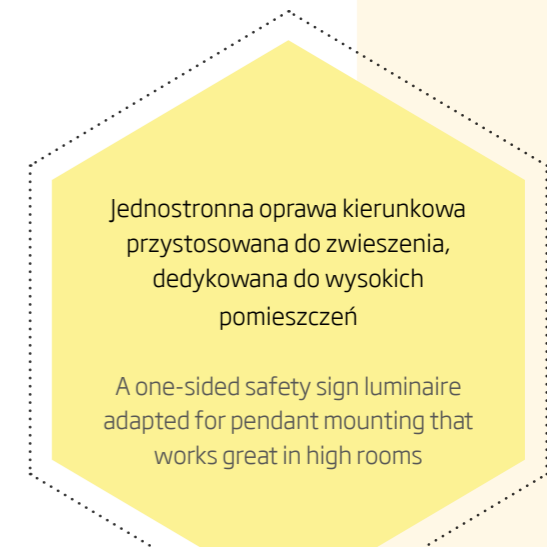 Jednostronna oprawa kierunkowa
przystosowana do zwieszenia,
dedykowana do wysokich
pomieszczeń
A one-sided safety sign luminaire
adapted for pendant mounting that
works great in high rooms